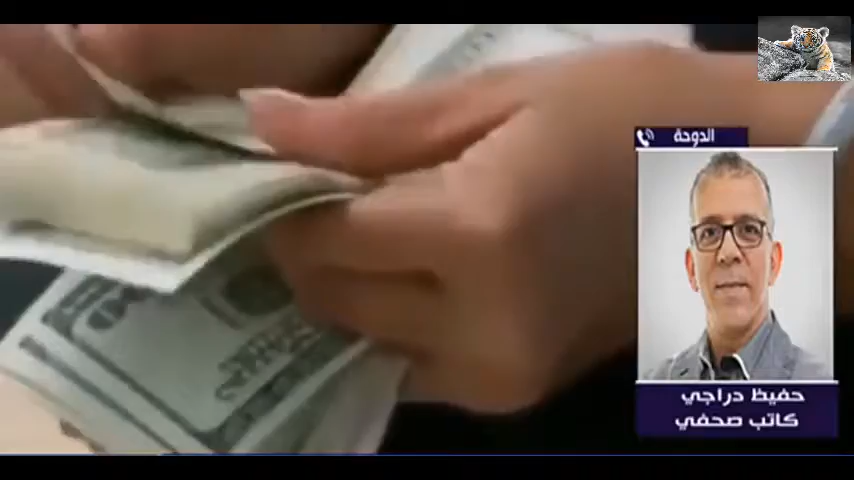 الدوحة
حفيظ دراجي
كاتب صحفي